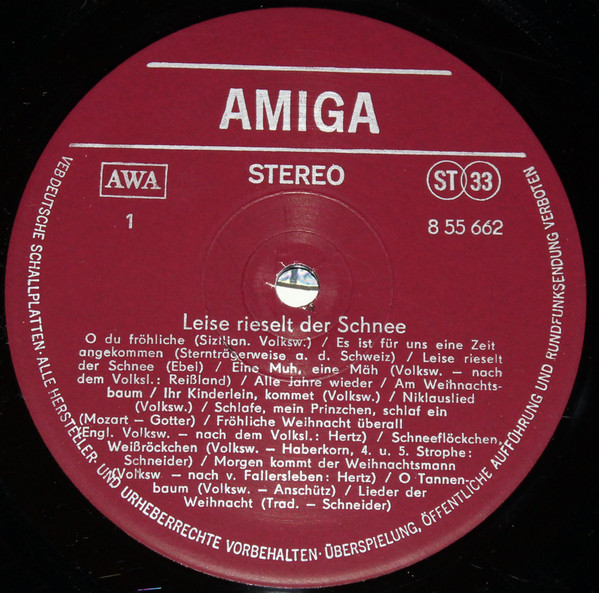 AMIGA
AWA
STEREO
ST 33
1
8 55 662
Leise rieselt der Schnee
O du fröhliche (Sizilian. Volksw.) / Es ist für uns eine Zeit
angekommen (Sternträgerweise a. d. Schweiz) / Leise rieselt
der Schnee (Ebel) / Eine Muh, eine Mäh (Volksw. – nach
dem Volksl.: Reißland) / Alle Jahre wieder / Am Weihnachts-
baum / Ihr Kinderlein, kommet (Volksw.) / Niklauslied
(Volksw.) / Schlafe, mein Prinzchen, schlaf ein
(Mozart – Gotter) / Fröhliche Weihnacht überall
(Engl. Volksw. – nach dem Volksl.: Hertz) / Schneeflöckchen,
Weißröckchen (Volksw. – Haberkorn, 4. u. 5. Strophe:
Schneider) / Morgen kommt der Weihnachtsmann
(Volksw – nach v. Fallersleben: Hertz) / O Tannen-
baum (Volksw. – Anschütz) / Lieder der
Weihnacht (Trad. – Schneider)
VEB DEUTSCHE SCHALLPLATTEN · ALLE HERSTELLER- UND URHEBERRECHTE VORBEHALTEN · ÜBERSPIELUNG, ÖFFENTLICHE AUFFÜHRUNG UND RUNDFUNKSENDUNG VERBOTEN